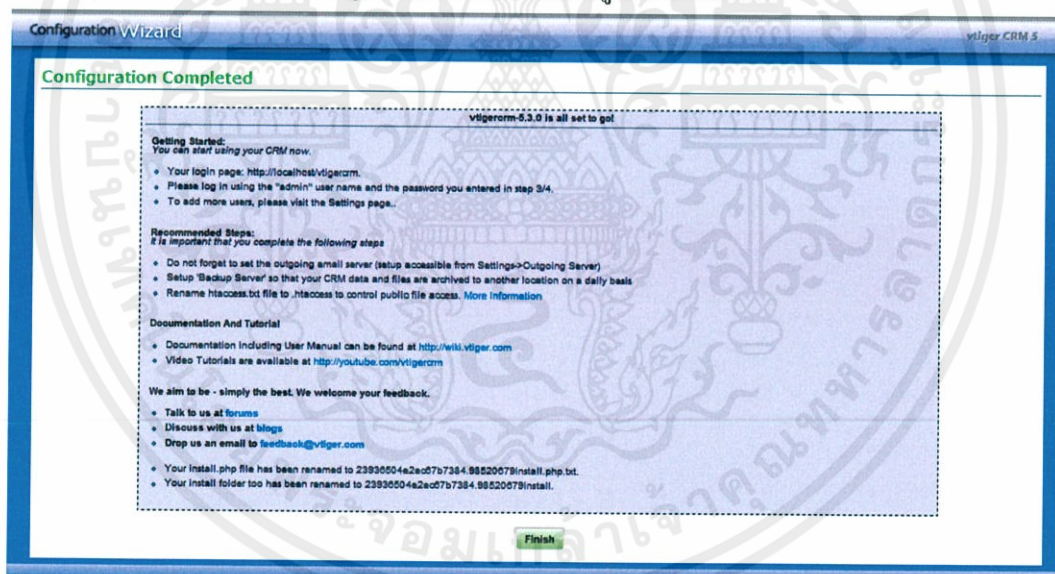 Configuration Wizard
vtiger CRM 5
Configuration Completed
vtigercrm-5.3.0 is all set to go!
Getting Started:
You can start using your CRM now.
Your login page: http://localhost/vtigercrm.
Please log in using the "admin" user name and the password you entered in step 3/4.
To add more users, please visit the Settings page..
Recommended Steps:
It is important that you complete the following steps
Do not forget to set the outgoing email server (setup accessible from Settings->Outgoing Server)
Setup 'Backup Server' so that your CRM data and files are archived to another location on a daily basis
Rename htaccess.txt file to .htaccess to control public file access. More Information
Documentation And Tutorial
Documentation including User Manual can be found at http://wiki.vtiger.com
Video Tutorials are available at http://youtube.com/vtigercrm
We aim to be - simply the best. We welcome your feedback.
Talk to us at forums
Discuss with us at blogs
Drop us an email to feedback@vtiger.com
Your install.php file has been renamed to 23936504e2ec67b7384.98520679install.php.txt.
Your install folder too has been renamed to 23936504e2ec67b7384.98520679install.
Finish